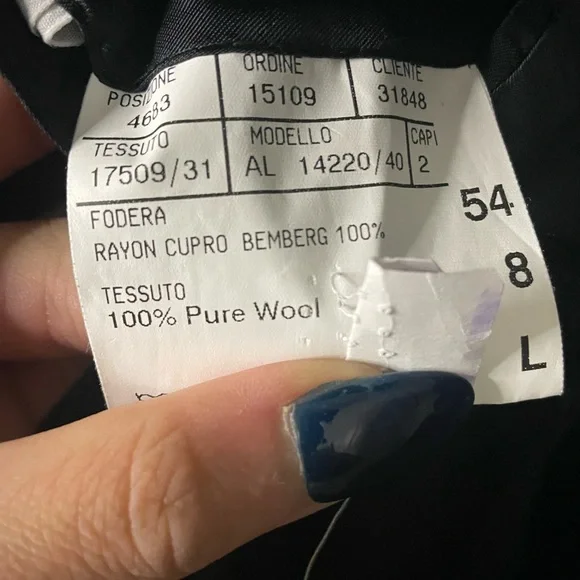 POSIZIONE ORDINE CLIENTE
4683 15109 31848
TESSUTO MODELLO CAPI
17509/31 AL 14220/40 2
54
FODERA
RAYON CUPRO BEMBERG 100%
8
TESSUTO
100% Pure Wool
L